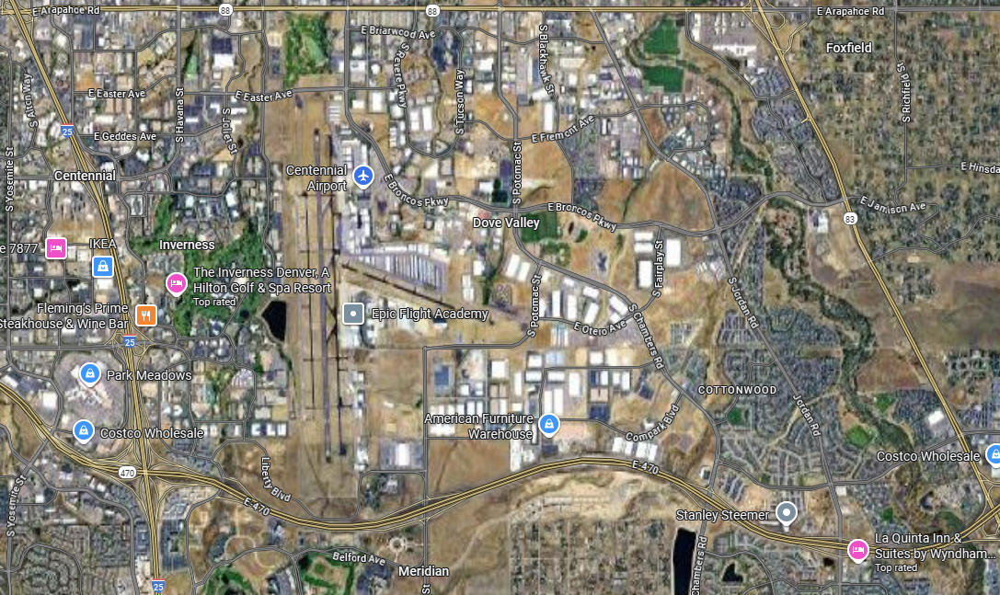 E Arapahoe Rd
88
88
E Arapahoe Rd
E Briarwood Ave
Foxfield
S Alton Way
E Easter Ave
S Havana St
E Easter Ave
S Joliet St
S Revere Pkwy
S Tucson Way
S Blackhawk St
S Richfield St
25
E Geddes Ave
E Fremont Ave
S Yosemite St
Centennial
Centennial
Airport
S Potomac St
E Hinsda
E Broncos Pkwy
E Broncos Pkwy
E Jamison Ave
83
Dove Valley
IKEA
e 7877
Inverness
S Fairplay St
The Inverness Denver, A
Hilton Golf & Spa Resort
Top rated
S Potomac St
S Jordan Rd
Fleming's Prime
Steakhouse & Wine Bar
Epic Flight Academy
E Otero Ave
S Chambers Rd
25
Park Meadows
COTTONWOOD
Jordan Rd
American Furniture
Warehouse
Costco Wholesale
Compark Blvd
Costco Wholesale
470
Liberty Blvd
E-470
E-470
S Yosemite St
Stanley Steemer
La Quinta Inn &
Suites by Wyndham...
Top rated
Belford Ave
Chambers Rd
Meridian
25
St